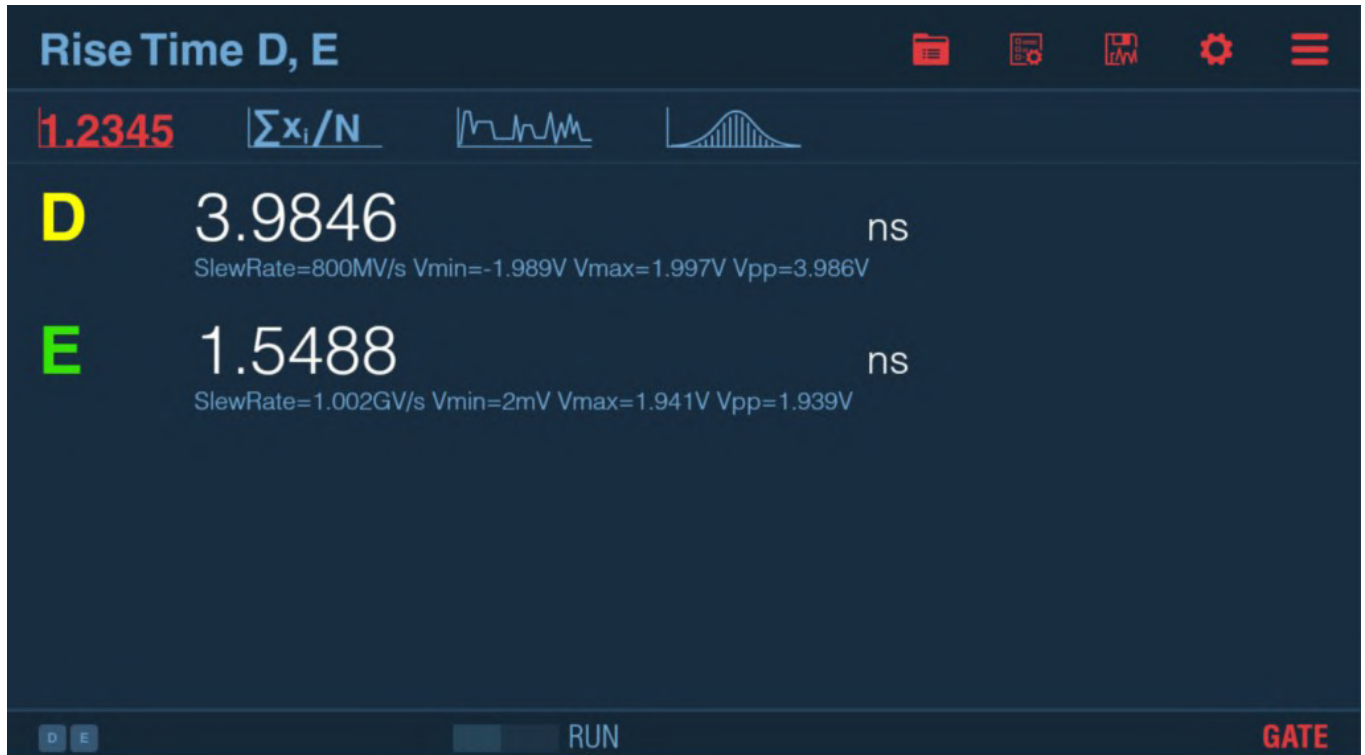 Rise Time D, E
1.2345 ∑xᵢ/N
D 3.9846 ns
SlewRate=800MV/s Vmin=-1.989V Vmax=1.997V Vpp=3.986V
E 1.5488 ns
SlewRate=1.002GV/s Vmin=2mV Vmax=1.941V Vpp=1.939V
D E RUN GATE